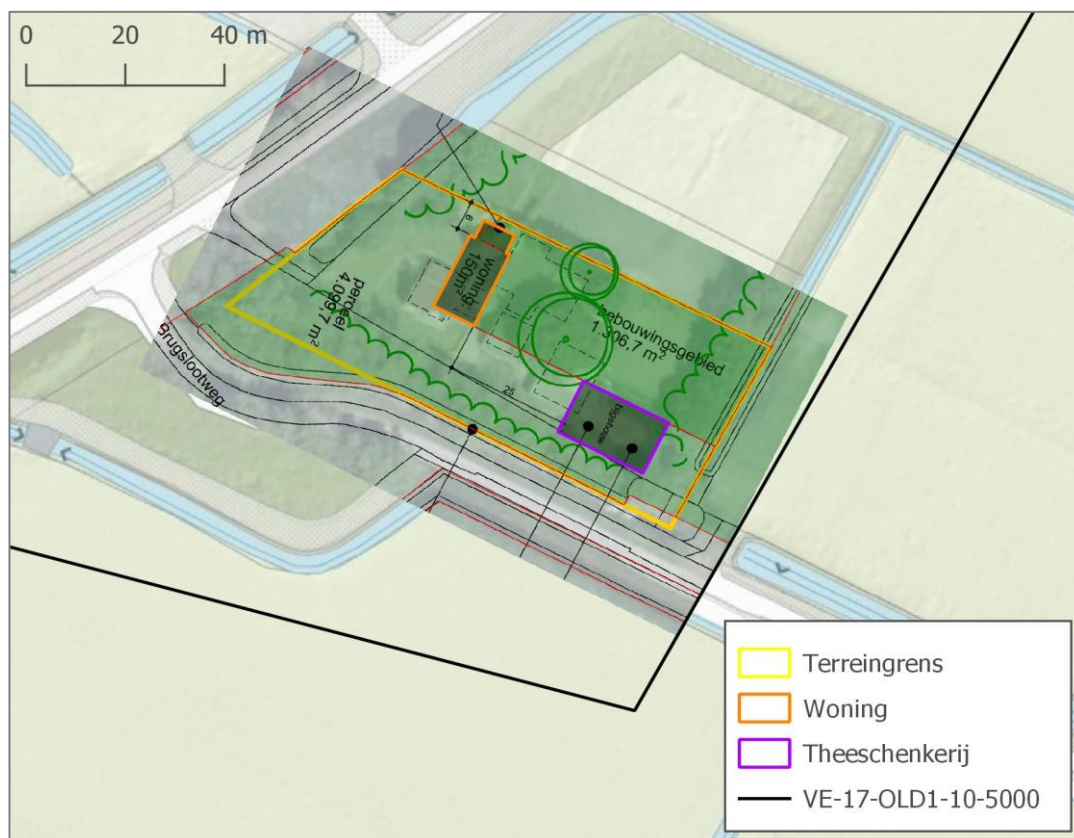 0 20 40 m
6
woning:
150m²
perceel
4.099,7 m²
bebouwingsgebied
1.306,7 m²
25
bijgebouw
Brugslootweg
Terreingrens
Woning
Theeschenkerij
VE-17-OLD1-10-5000